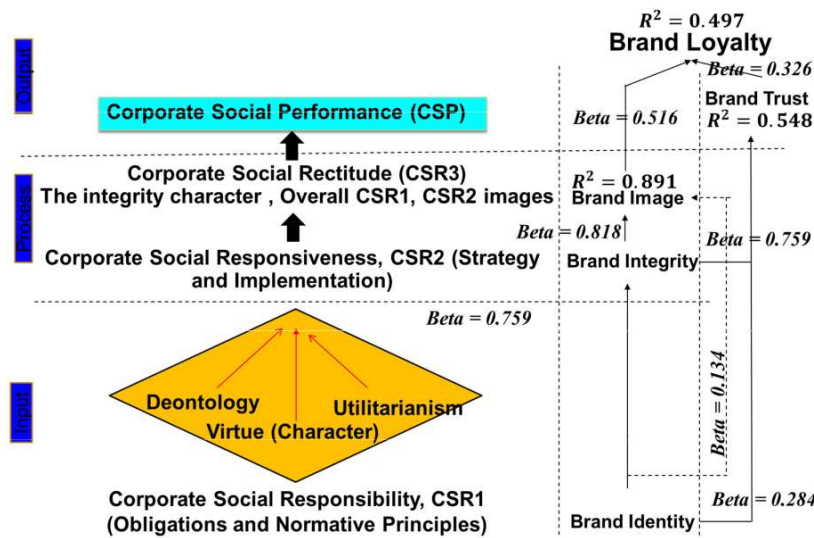 Output
R² = 0.497
Brand Loyalty
Beta = 0.326
Brand Trust
R² = 0.548
Beta = 0.516
Corporate Social Performance (CSP)
Process
Corporate Social Rectitude (CSR3)
The integrity character , Overall CSR1, CSR2 images
R² = 0.891
Brand Image
Beta = 0.818
Beta = 0.759
Corporate Social Responsiveness, CSR2 (Strategy
and Implementation)
Brand Integrity
Beta = 0.759
Input
Deontology
Utilitarianism
Virtue (Character)
Beta = 0.134
Corporate Social Responsibility, CSR1
(Obligations and Normative Principles)
Beta = 0.284
Brand Identity